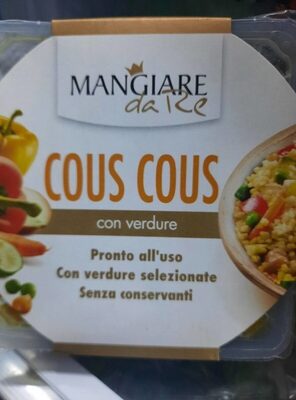 MANGIARE
da Re
COUS COUS
con verdure
Pronto all'uso
Con verdure selezionate
Senza conservanti